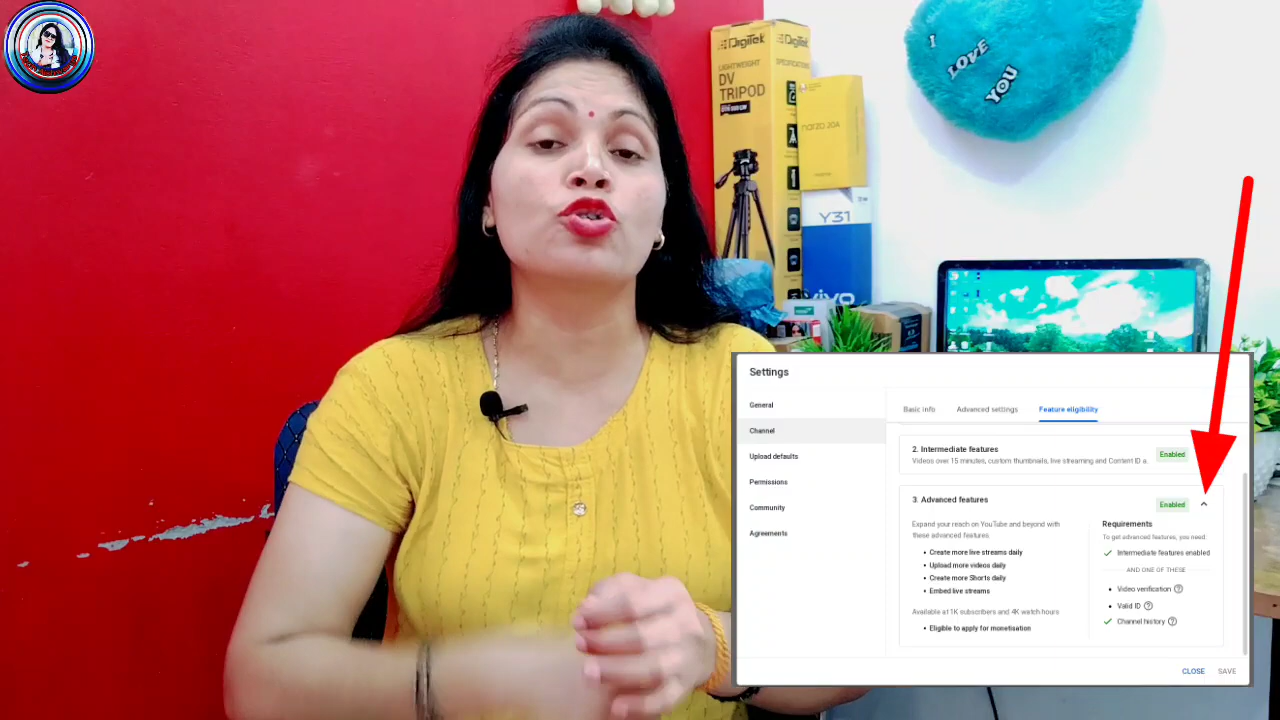 I
LOVE
YOU
DIGITEK
DIGITEK
LIGHTWEIGHT
DV
TRIPOD
narzo 20A
Y31
vivo
Settings
General
Channel
Upload defaults
Permissions
Community
Agreements
Basic info Advanced settings Feature eligibility
2. Intermediate features
Videos over 15 minutes, custom thumbnails, live streaming and Content ID a
Enabled
3. Advanced features
Enabled
Expand your reach on YouTube and beyond with
these advanced features
• Create more live streams daily
• Upload more videos daily
• Create more Shorts daily
• Embed live streams
Available at 1K subscribers and 4K watch hours
• Eligible to apply for monetisation
Requirements
To get advanced features, you need:
Intermediate features enabled
AND ONE OF THESE
• Video verification
• Valid ID
Channel history
CLOSE SAVE